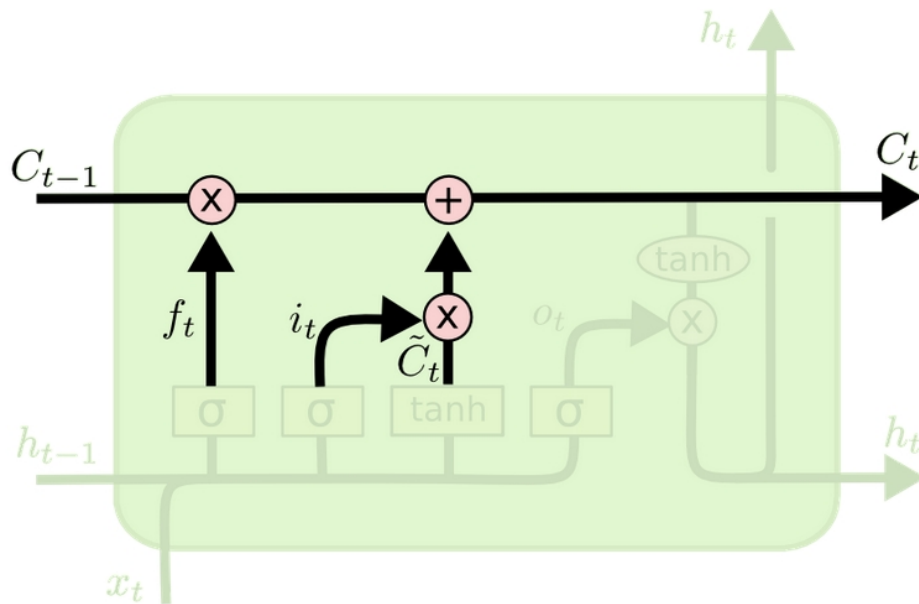 h_t
C_{t-1}
C_t
x
+
tanh
f_t
i_t
x
o_t
x
C̃_t
σ
σ
tanh
σ
h_{t-1}
h_t
x_t